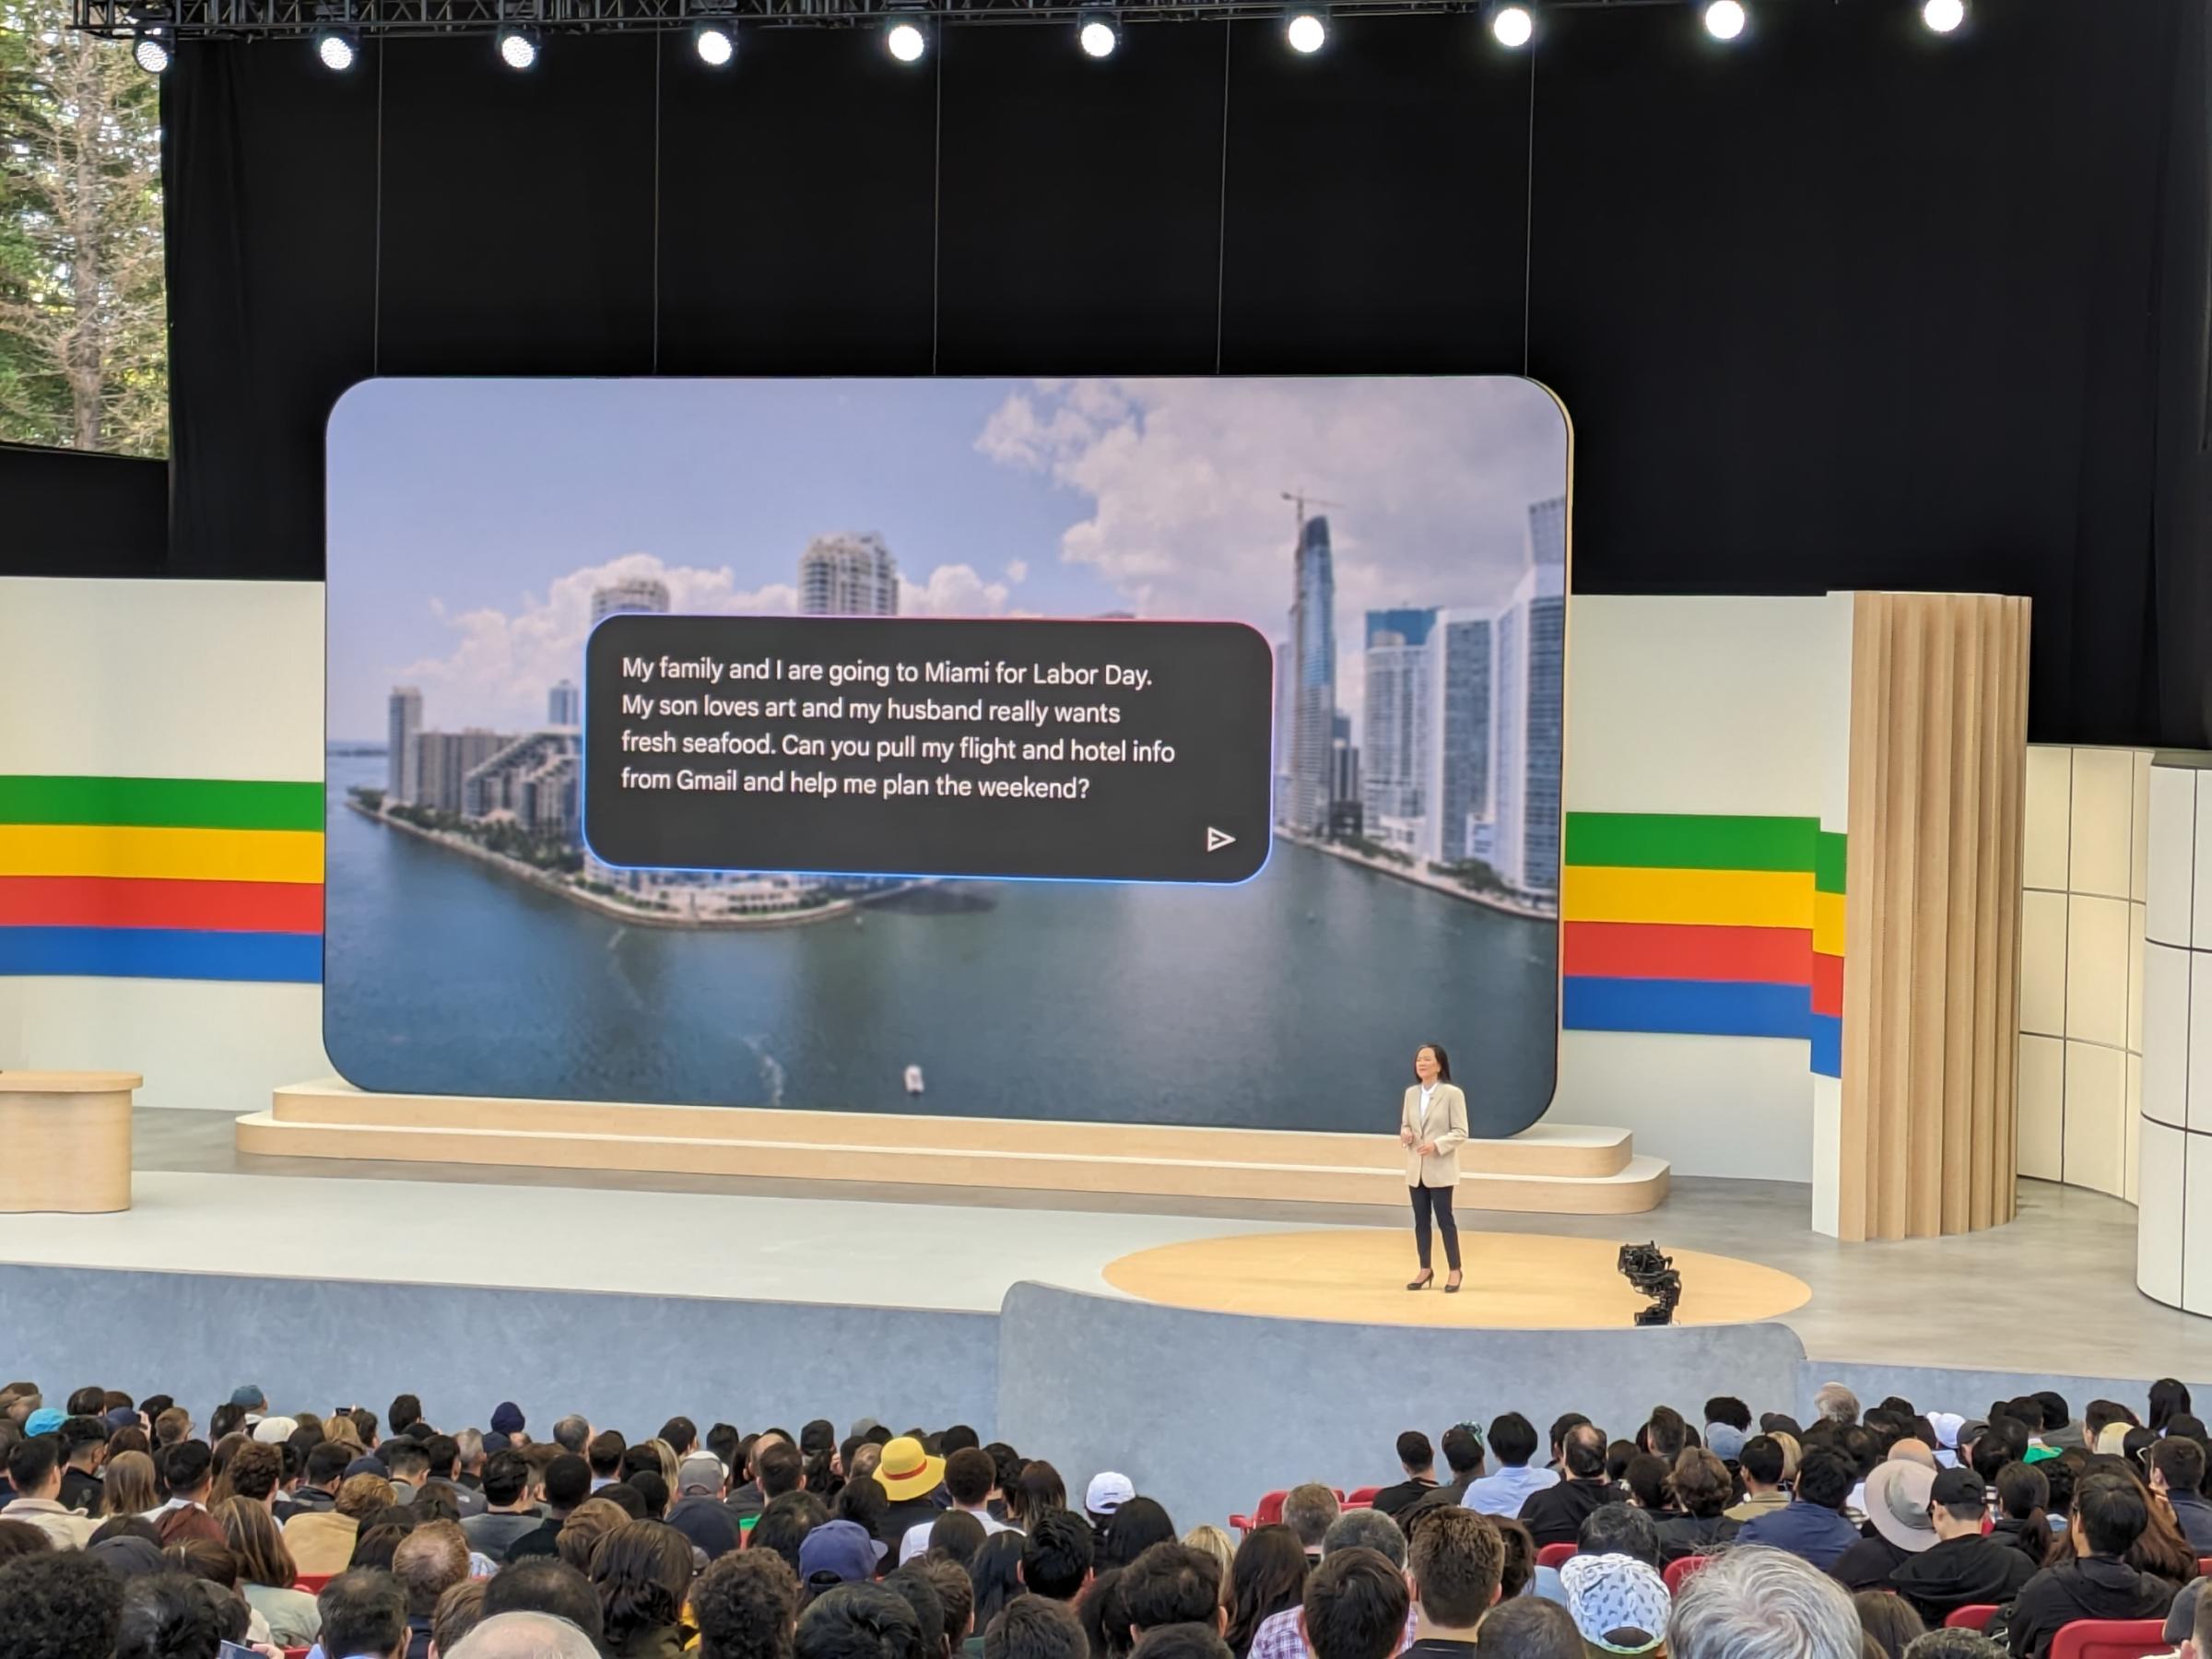 My family and I are going to Miami for Labor Day.
My son loves art and my husband really wants
fresh seafood. Can you pull my flight and hotel info
from Gmail and help me plan the weekend?